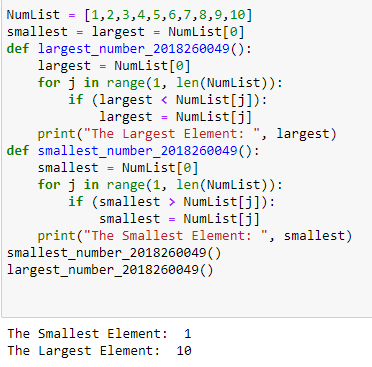 NumList = [1,2,3,4,5,6,7,8,9,10]
smallest = largest = NumList[0]
def largest_number_2018260049():
    largest = NumList[0]
    for j in range(1, len(NumList)):
        if (largest < NumList[j]):
            largest = NumList[j]
    print("The Largest Element: ", largest)
def smallest_number_2018260049():
    smallest = NumList[0]
    for j in range(1, len(NumList)):
        if (smallest > NumList[j]):
            smallest = NumList[j]
    print("The Smallest Element: ", smallest)
smallest_number_2018260049()
largest_number_2018260049()
The Smallest Element:  1
The Largest Element:  10